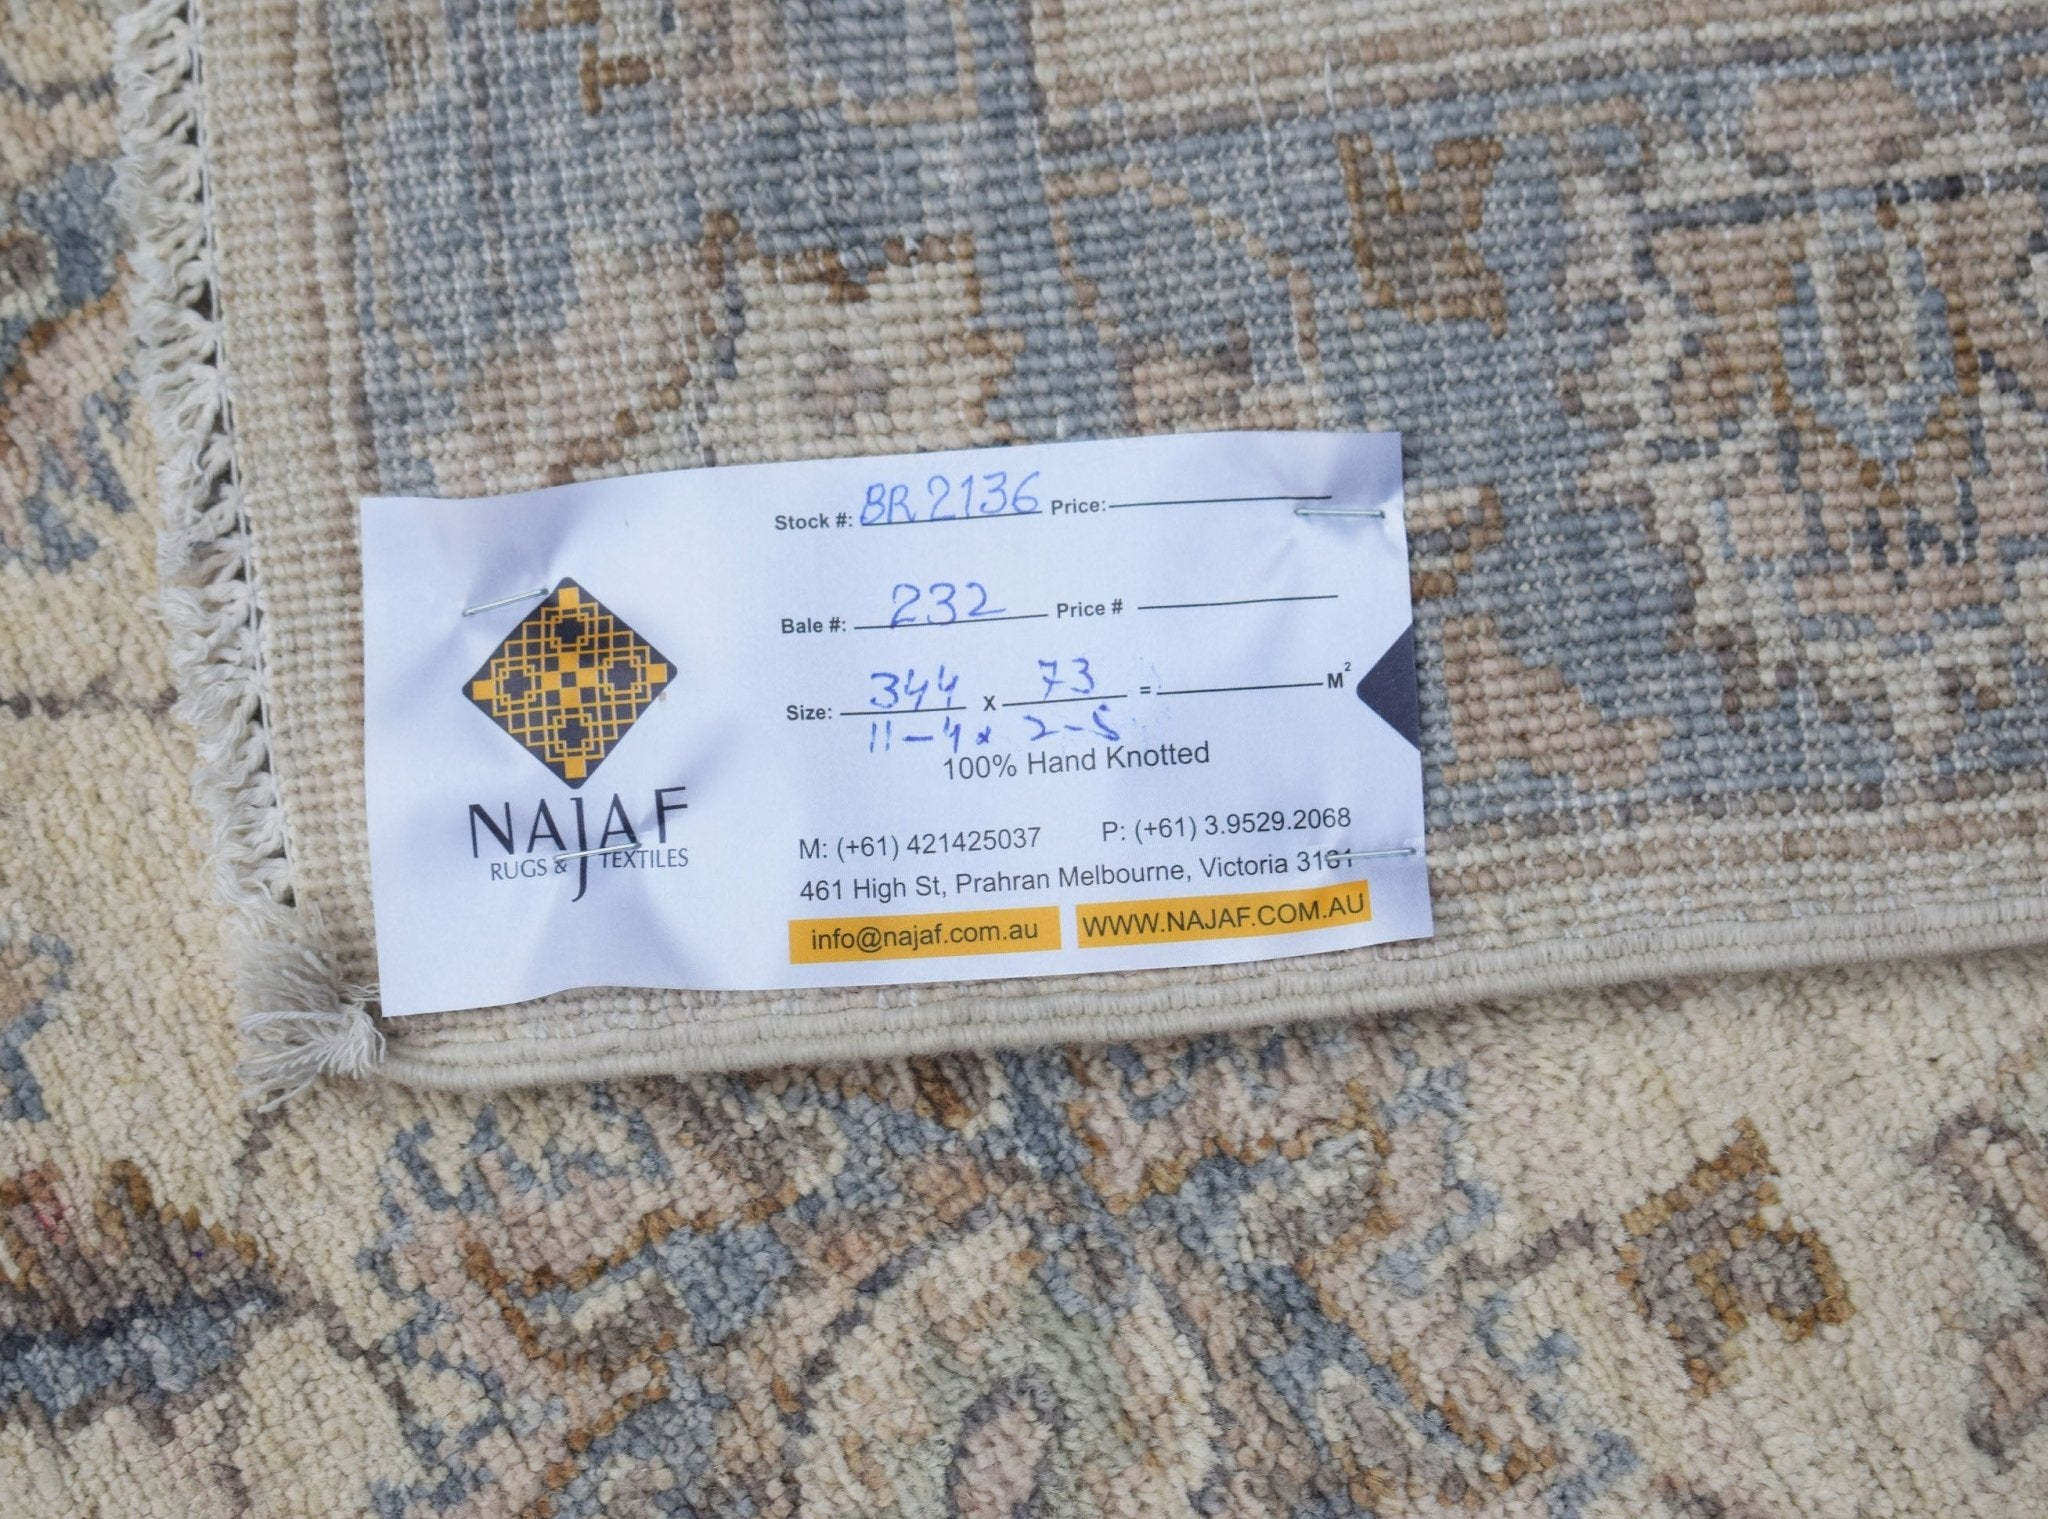 Stock #: BR2136 Price:
Bale #: 232 Price #
Size: 344 x 73 = M²
11-4 x 2-5
100% Hand Knotted
NAJAF
RUGS & TEXTILES
M: (+61) 421425037 P: (+61) 3.9529.2068
461 High St, Prahran Melbourne, Victoria 3181
info@najaf.com.au WWW.NAJAF.COM.AU